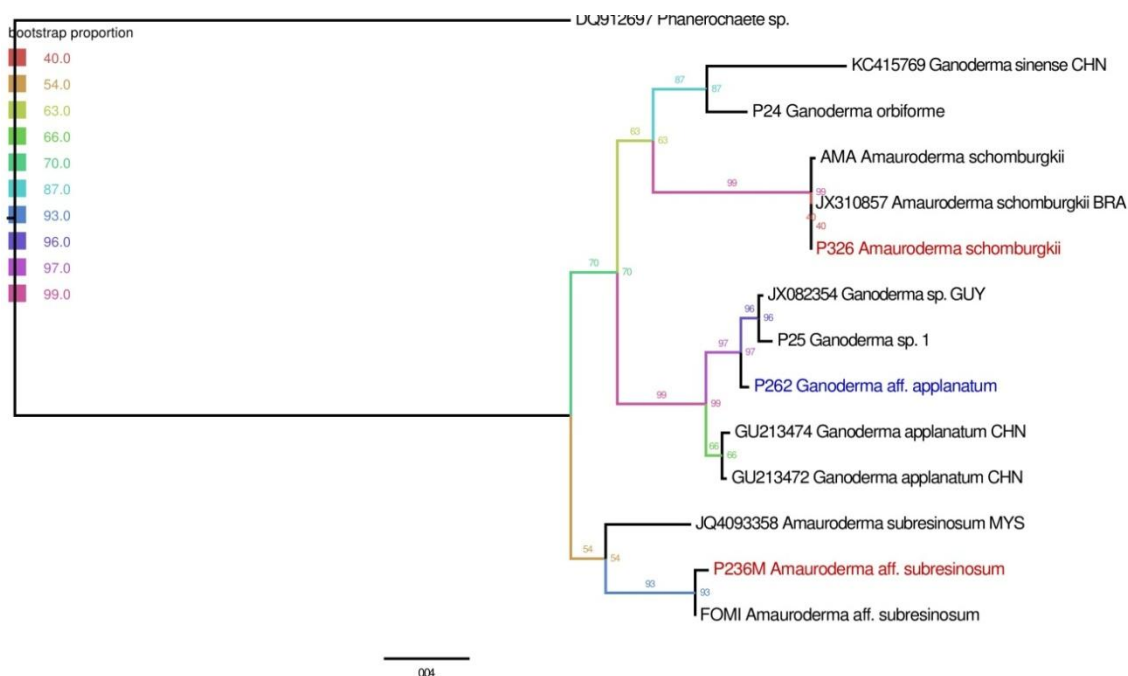 DQ912697 Phanerochaete sp.
bootstrap proportion
40.0
54.0
63.0
66.0
70.0
87.0
93.0
96.0
97.0
99.0
KC415769 Ganoderma sinense CHN
87
87
P24 Ganoderma orbiforme
63
63
AMA Amauroderma schomburgkii
99
99
JX310857 Amauroderma schomburgkii BRA
40
40
P326 Amauroderma schomburgkii
70
70
JX082354 Ganoderma sp. GUY
96
96
P25 Ganoderma sp. 1
97
97
P262 Ganoderma aff. applanatum
99
99
GU213474 Ganoderma applanatum CHN
66
66
GU213472 Ganoderma applanatum CHN
JQ4093358 Amauroderma subresinosum MYS
54
54
P236M Amauroderma aff. subresinosum
93
93
FOMI Amauroderma aff. subresinosum
004